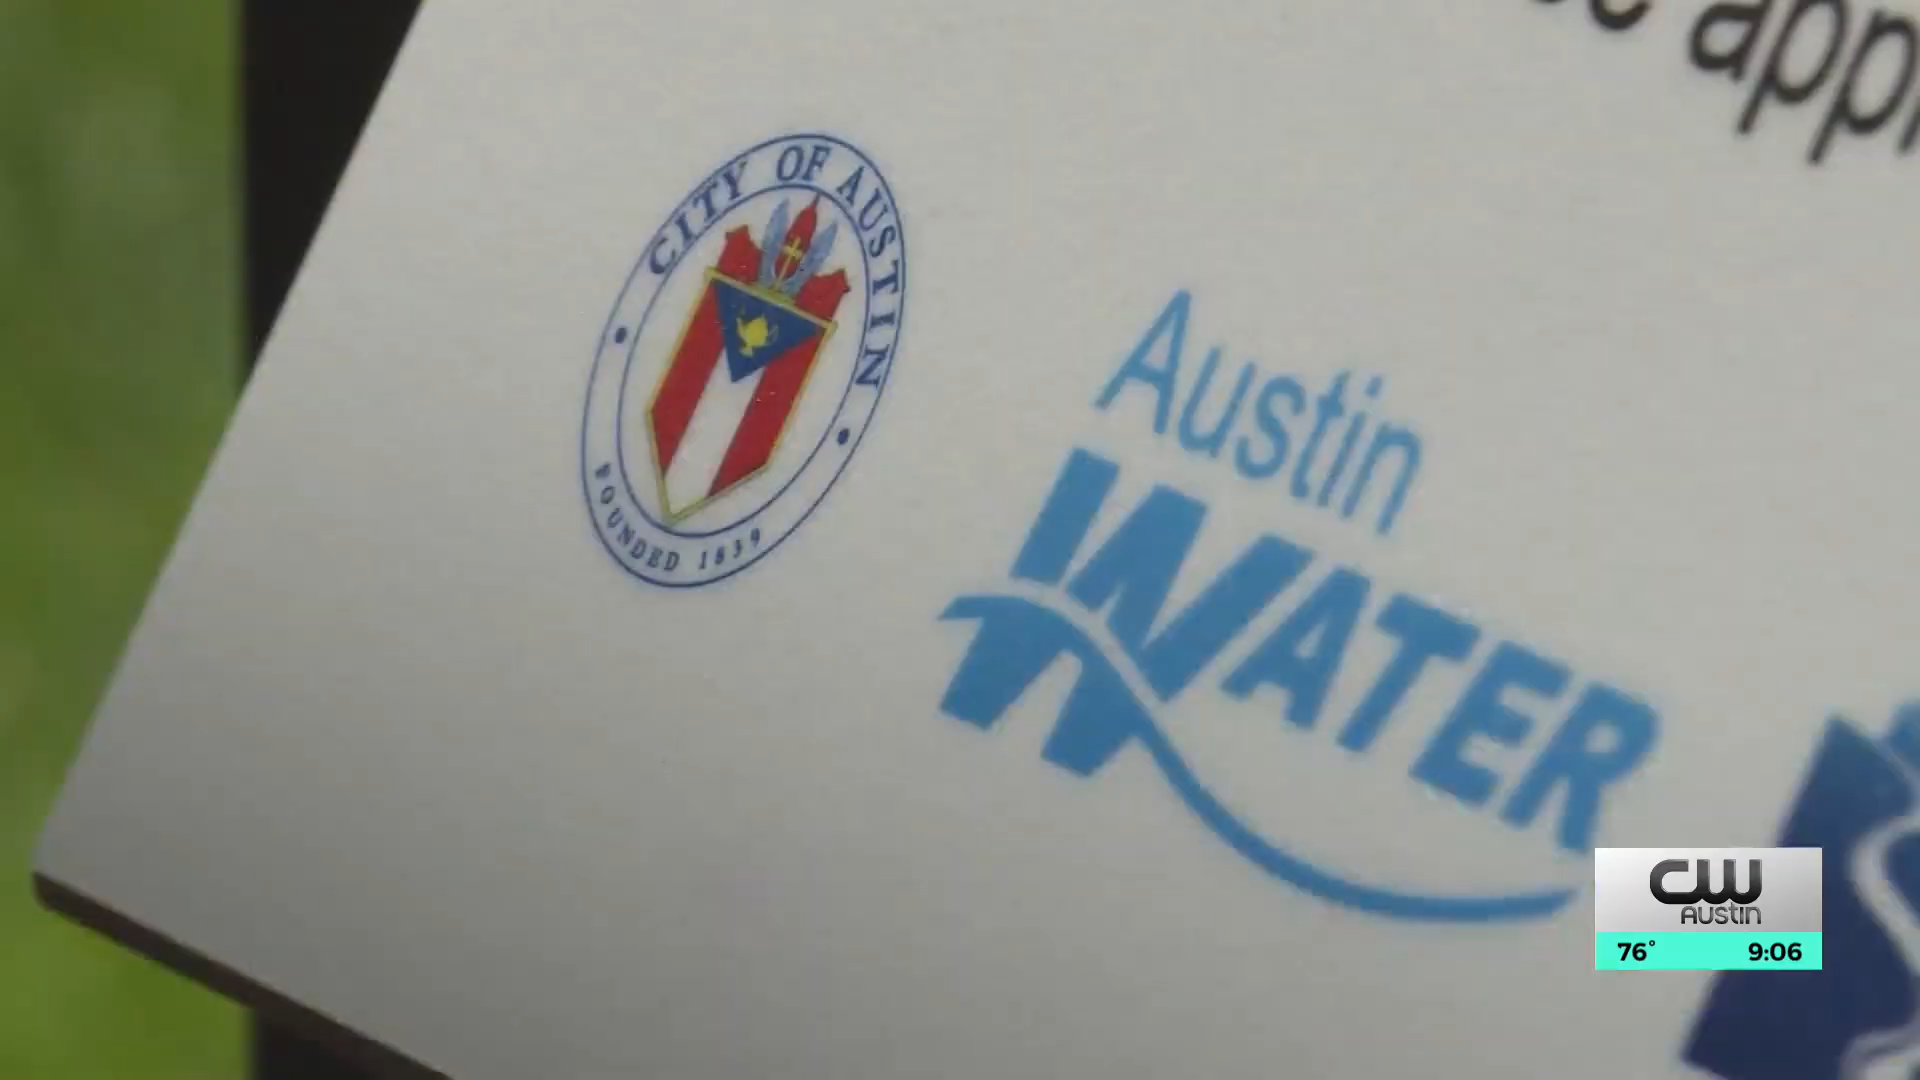 CITY OF AUSTIN
FOUNDED 1839
Austin
WATER
CW
AUSTIN
76° 9:06